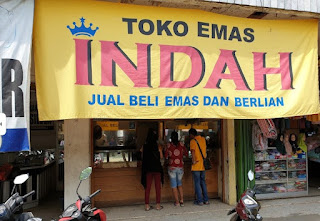 TOKO EMAS
INDAH
JUAL BELI EMAS DAN BERLIAN
R